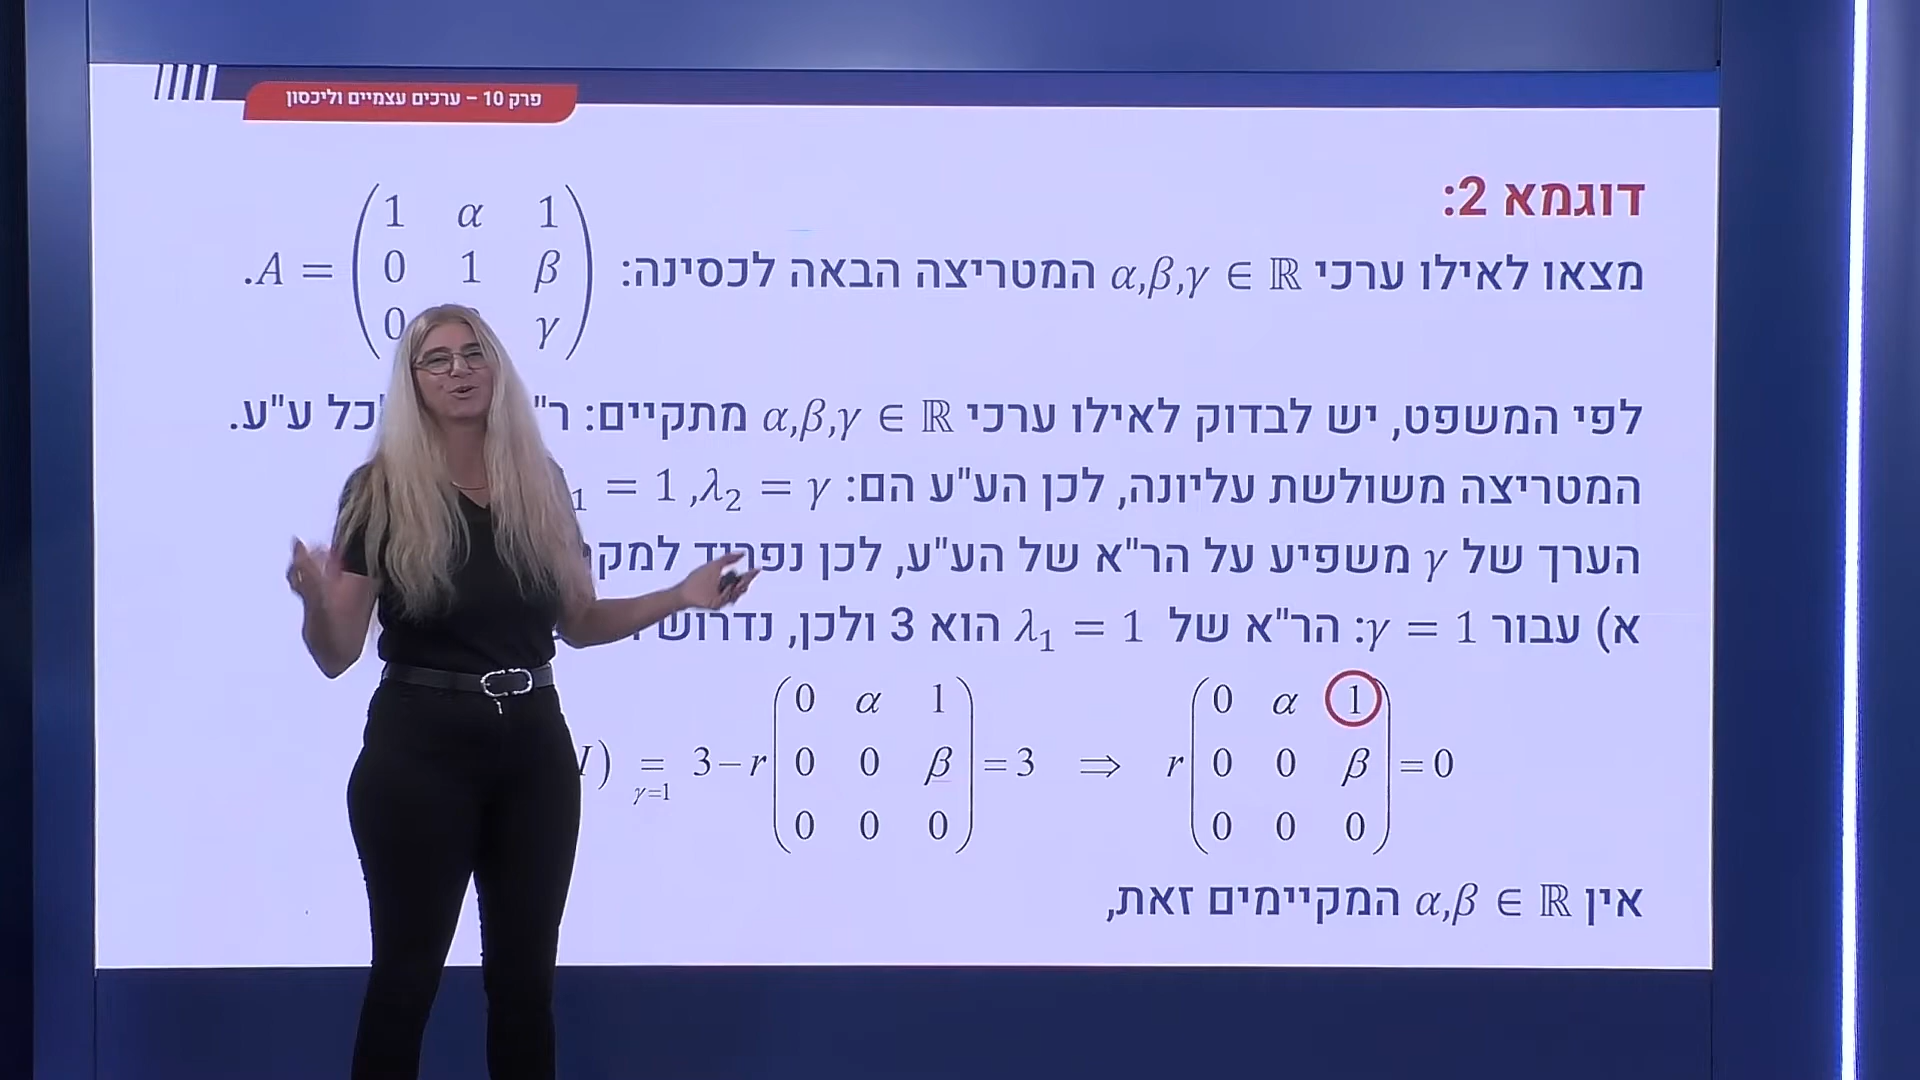 פרק 10 – ערכים עצמיים וליכסון
דוגמא 2:
מצאו לאילו ערכי α,β,γ ∈ ℝ המטריצה הבאה לכסינה: A = .
1 α 1
0 1 β
0 γ
לפי המשפט, יש לבדוק לאילו ערכי α,β,γ ∈ ℝ מתקיים: לכל ע"ע.
המטריצה משולשת עליונה, לכן הע"ע הם: 1 = 1, λ2 = γ
הערך של γ משפיע על הר"א של הע"ע, לכן נפריד
א) עבור γ = 1: הר"א של λ1 = 1 הוא 3 ולכן, נדרוש
I) =γ=1 3−r = 3 ⇒ r = 0
0 α 1 0 α 1
0 0 β 0 0 β
0 0 0 0 0 0
אין α,β ∈ ℝ המקיימים זאת,